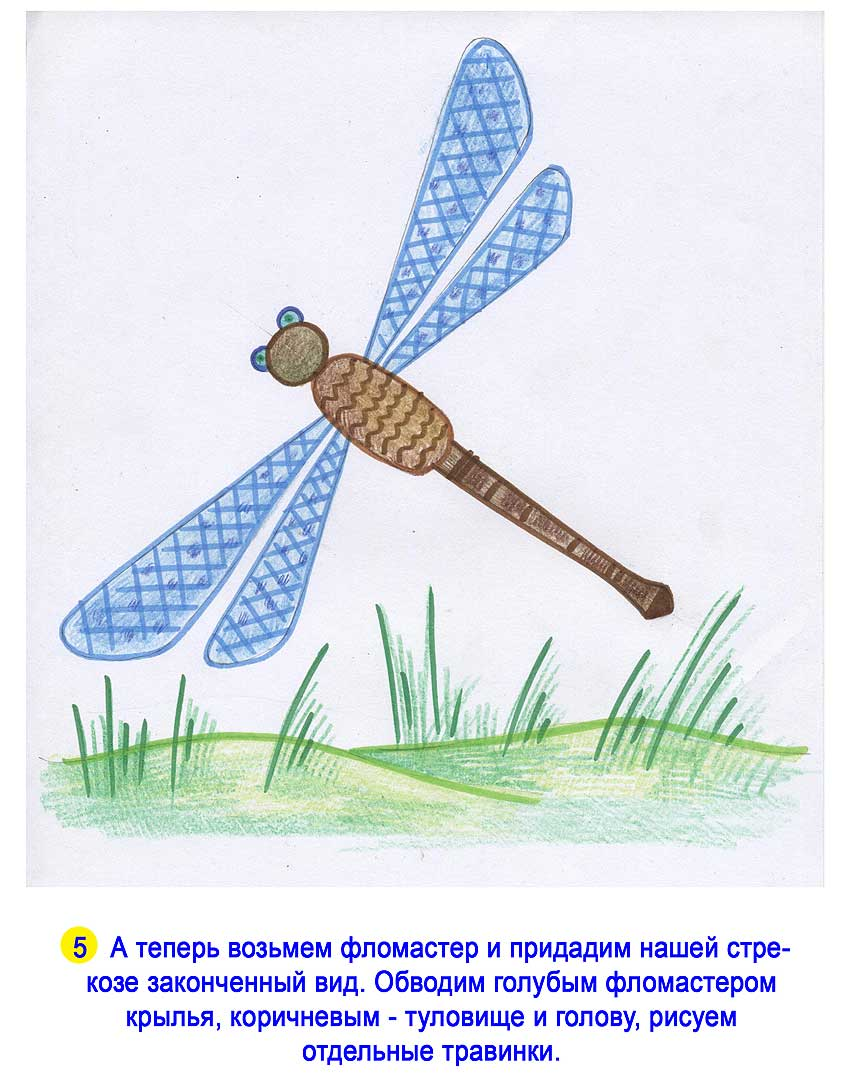 5 А теперь возьмем фломастер и придадим нашей стре-
козе законченный вид. Обводим голубым фломастером
крылья, коричневым - туловище и голову, рисуем
отдельные травинки.